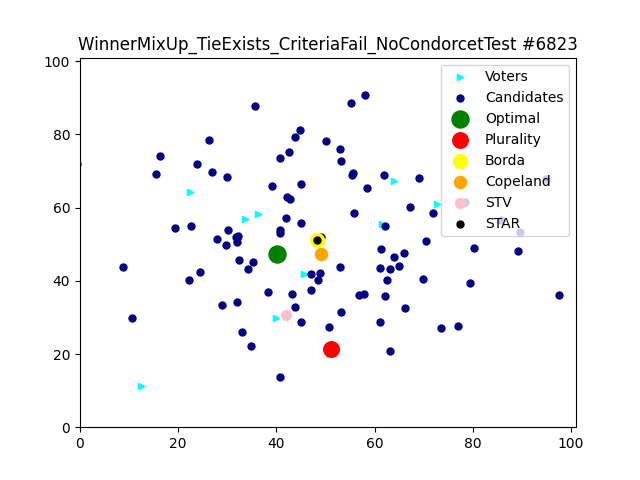 WinnerMixUp_TieExists_CriteriaFail_NoCondorcetTest #6823
100
80
60
40
20
0
0
20
40
60
80
100
Voters
Candidates
Optimal
Plurality
Borda
Copeland
STV
STAR